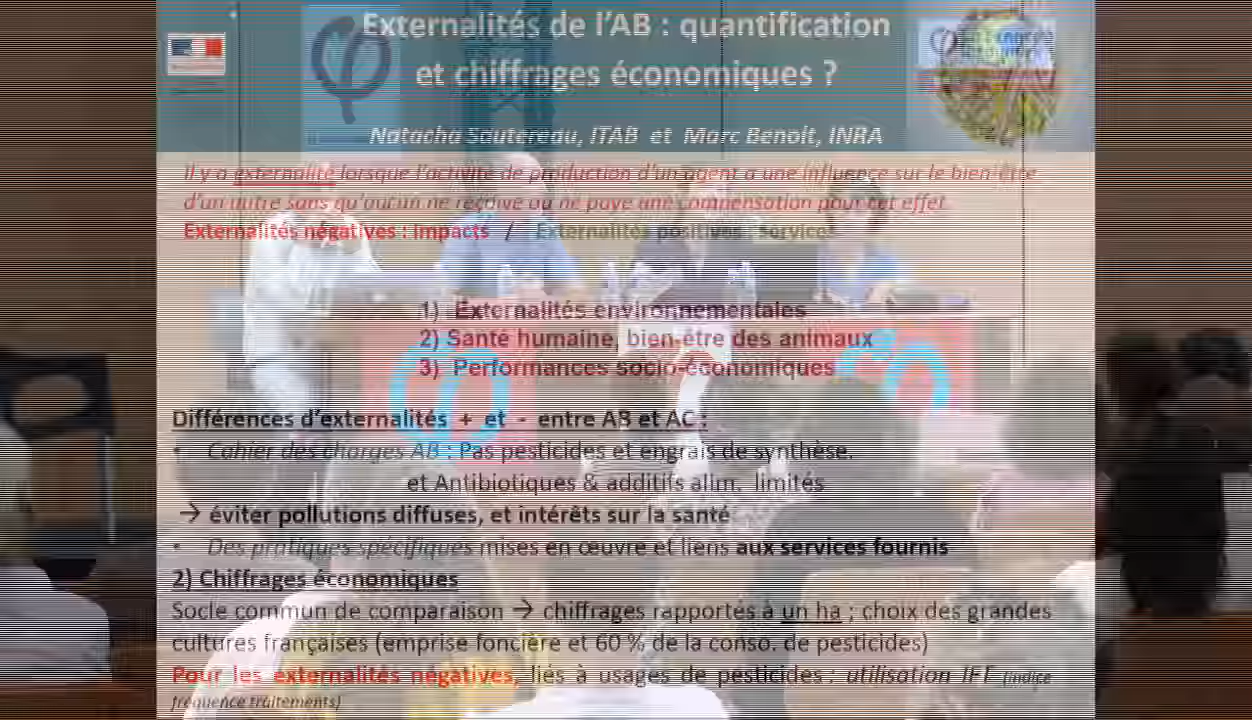 Externalités de l'AB : quantification
et chiffrages économiques ?
Natacha Sautereau, ITAB et Marc Benoit, INRA
Il y a externalité lorsque l'activité de production d'un agent a une influence sur le bien-être
d'un autre sans qu'aucun ne reçoive ou ne paye une compensation pour cet effet.
Externalités négatives : impacts / Externalités positives : services
1) Externalités environnementales
2) Santé humaine, bien-être des animaux
3) Performances socio-économiques
Différences d'externalités + et - entre AB et AC :
• Cahier des charges AB : Pas pesticides et engrais de synthèse.
et Antibiotiques & additifs alim. limités
→ éviter pollutions diffuses, et intérêts sur la santé
• Des pratiques spécifiques mises en œuvre et liens aux services fournis
2) Chiffrages économiques
Socle commun de comparaison → chiffrages rapportés à un ha ; choix des grandes
cultures françaises (emprise foncière et 60 % de la conso. de pesticides)
Pour les externalités négatives, liés à usages de pesticides : utilisation IFT (indice
fréquence traitements)